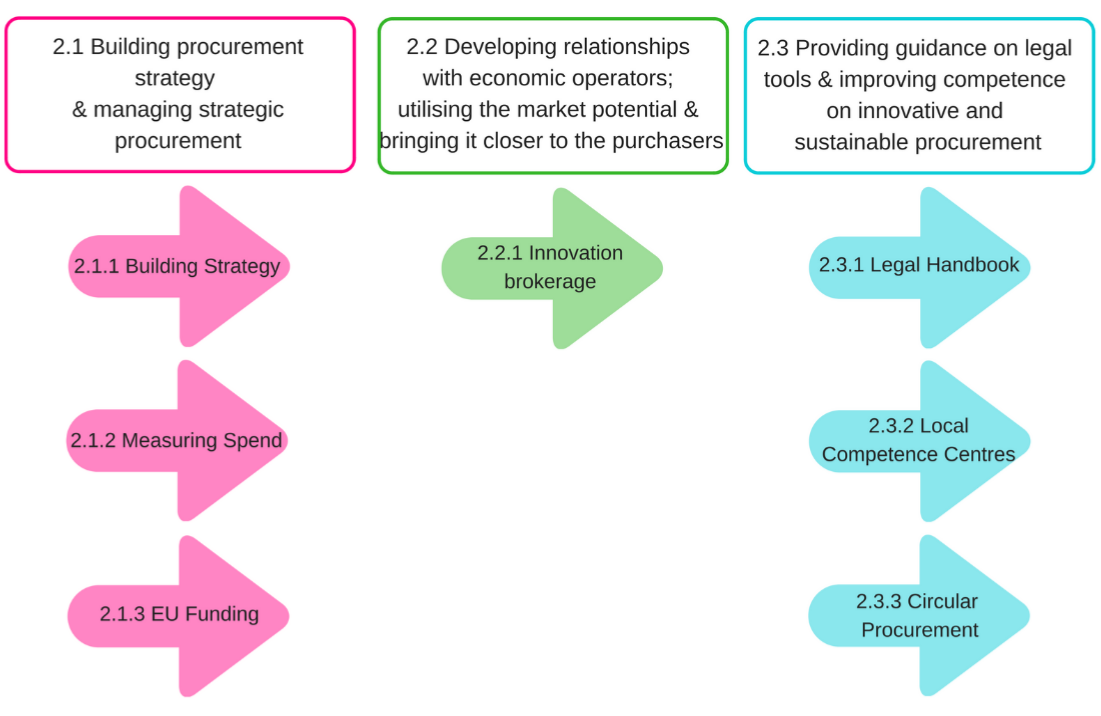 2.1 Building procurement
strategy
& managing strategic
procurement
2.2 Developing relationships
with economic operators;
utilising the market potential &
bringing it closer to the purchasers
2.3 Providing guidance on legal
tools & improving competence
on innovative and
sustainable procurement
2.1.1 Building Strategy
2.2.1 Innovation
brokerage
2.3.1 Legal Handbook
2.1.2 Measuring Spend
2.3.2 Local
Competence Centres
2.1.3 EU Funding
2.3.3 Circular
Procurement